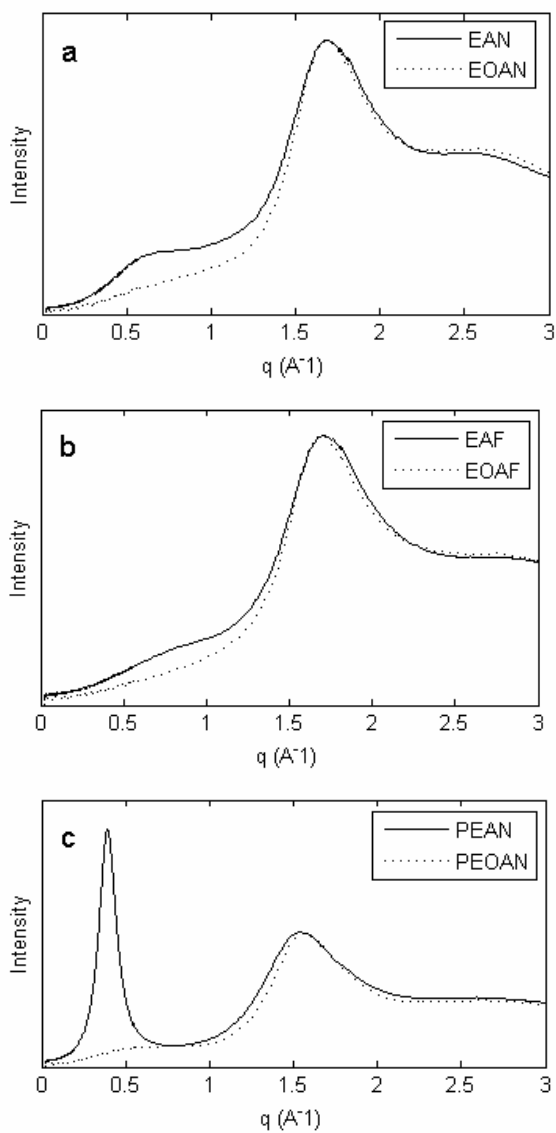 a
EAN
EOAN
Intensity
0 0.5 1 1.5 2 2.5 3
q (A^-1)
b
EAF
EOAF
Intensity
0 0.5 1 1.5 2 2.5 3
q (A^-1)
c
PEAN
PEOAN
Intensity
0 0.5 1 1.5 2 2.5 3
q (A^-1)